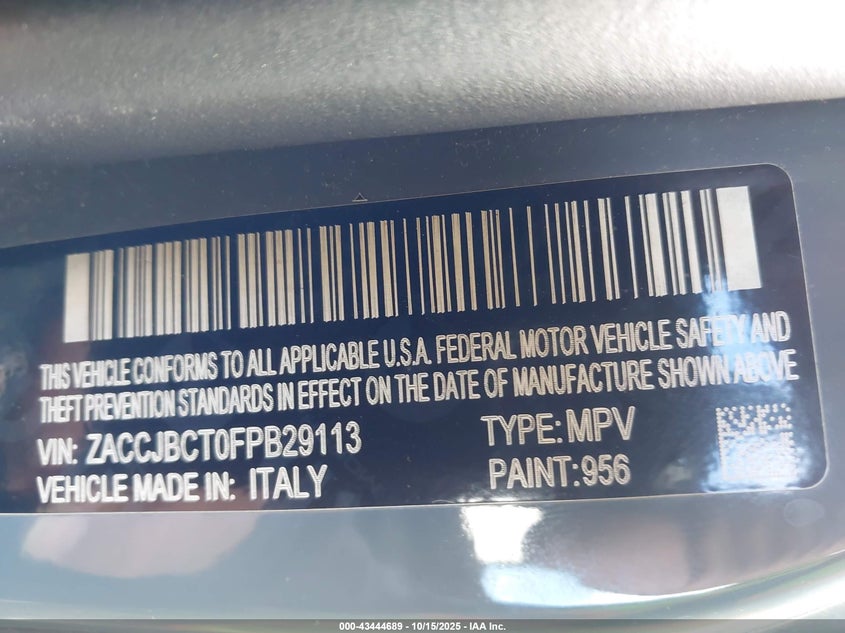 THIS VEHICLE CONFORMS TO ALL APPLICABLE U.S.A. FEDERAL MOTOR VEHICLE SAFETY AND
THEFT PREVENTION STANDARDS IN EFFECT ON THE DATE OF MANUFACTURE SHOWN ABOVE
VIN: ZACCJBCT0FPB29113 TYPE: MPV
VEHICLE MADE IN: ITALY PAINT:956
000-43444689 - 10/15/2025 - IAA Inc.